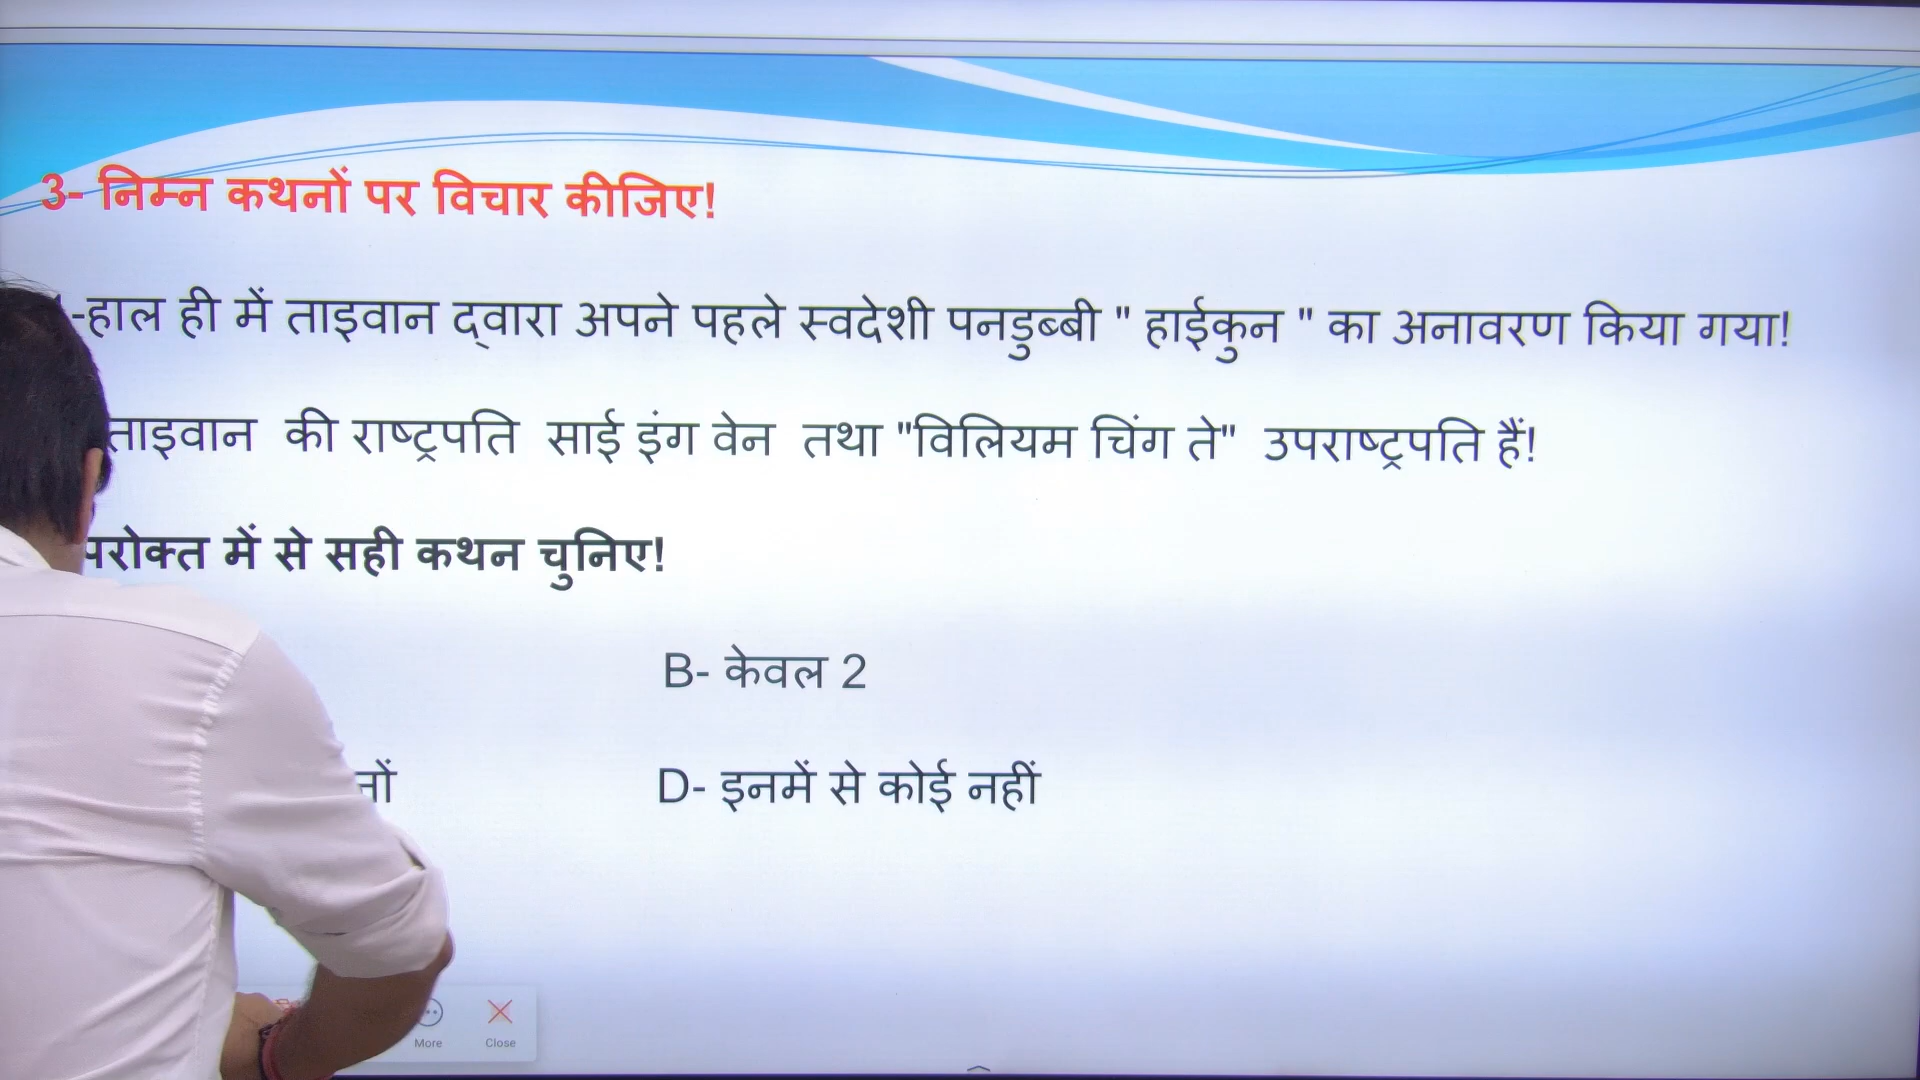 3- निम्न कथनों पर विचार कीजिए!
-हाल ही में ताइवान द्वारा अपने पहले स्वदेशी पनडुब्बी " हाईकुन " का अनावरण किया गया!
ताइवान की राष्ट्रपति साई इंग वेन तथा "विलियम चिंग ते" उपराष्ट्रपति हैं!
में से सही कथन चुनिए!
B- केवल 2
D- इनमें से कोई नहीं
More Close